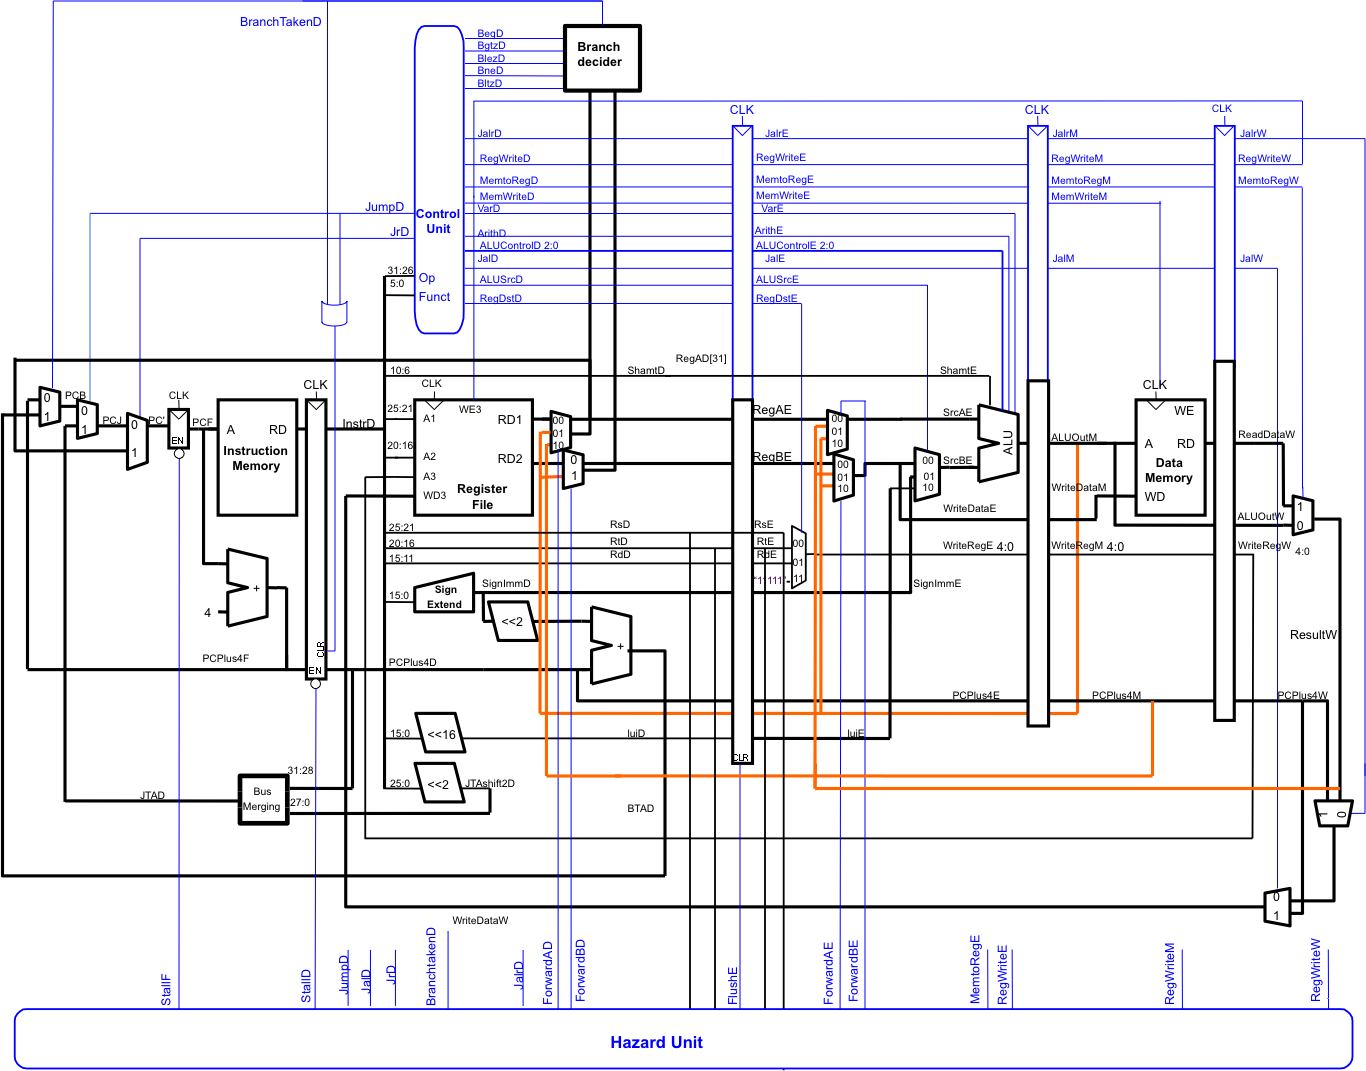 BranchTakenD
BeqD
BgtzD
BlezD
BneD
BltzD
Branch
decider
CLK
CLK
CLK
JalrD
JalrE
JalrM
JalrW
RegWriteD
RegWriteE
RegWriteM
RegWriteW
MemtoRegD
MemtoRegE
MemtoRegM
MemtoRegW
MemWriteD
MemWriteE
MemWriteM
JumpD
VarD
VarE
Control
Unit
JrD
ArithD
ArithE
ALUControlD 2:0
ALUControlE 2:0
JalD
JalE
JalM
JalW
31:26
Op
5:0
Funct
ALUSrcD
ALUSrcE
RegDstD
RegDstE
RegAD[31]
10:6
ShamtD
ShamtE
CLK
CLK
CLK
CLK
0
1
PCB
0
1
PCJ
0
1
PC'
EN
PCF
A
RD
Instruction
Memory
InstrD
25:21
A1
WE3
RD1
20:16
A2
RD2
A3
WD3
Register
File
00
01
10
0
1
RegAE
RegBE
00
01
10
00
01
10
00
01
10
SrcAE
SrcBE
ALU
ALUOutM
WE
A
RD
Data
Memory
WD
ReadDataW
WriteDataM
WriteDataE
ALUOutW
1
0
4:0
25:21
RsD
RsE
20:16
RtD
RtE
15:11
RdD
RdE
00
01
11
"11111"
WriteRegE 4:0
WriteRegM 4:0
WriteRegW
15:0
Sign
Extend
SignImmD
SignImmE
<<2
+
4
+
CLR
EN
PCPlus4F
PCPlus4D
PCPlus4E
PCPlus4M
PCPlus4W
ResultW
15:0
<<16
luiD
luiE
CLR
25:0
<<2
JTAshift2D
31:28
27:0
Bus
Merging
JTAD
BTAD
1
0
0
1
WriteDataW
StallF
StallD
JumpD
JalD
JrD
BranchtakenD
JalrD
ForwardAD
ForwardBD
FlushE
ForwardAE
ForwardBE
MemtoRegE
RegWriteE
RegWriteM
RegWriteW
Hazard Unit